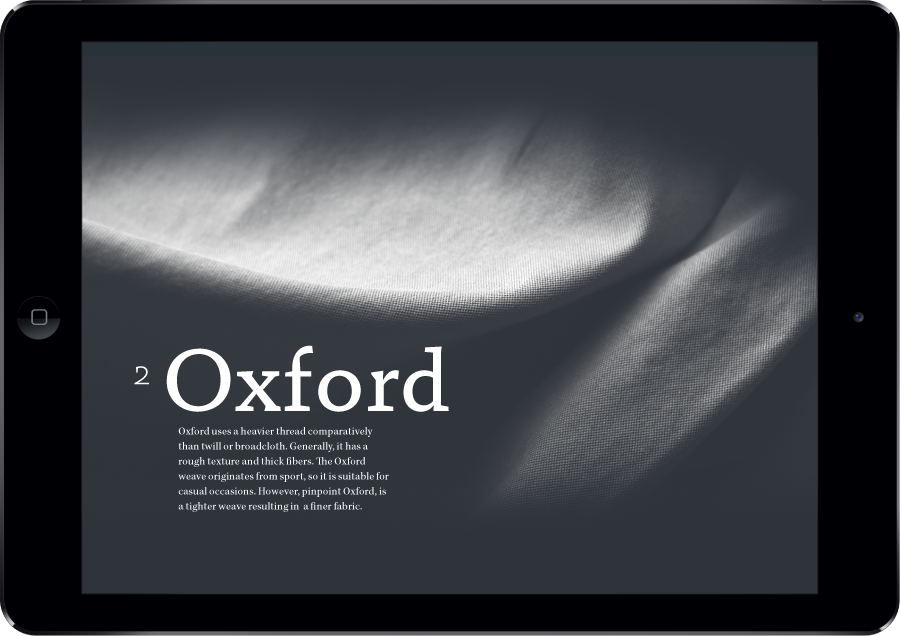 2 Oxford
Oxford uses a heavier thread comparatively
than twill or broadcloth. Generally, it has a
rough texture and thick fibers. The Oxford
weave originates from sport, so it is suitable for
casual occasions. However, pinpoint Oxford, is
a tighter weave resulting in  a finer fabric.